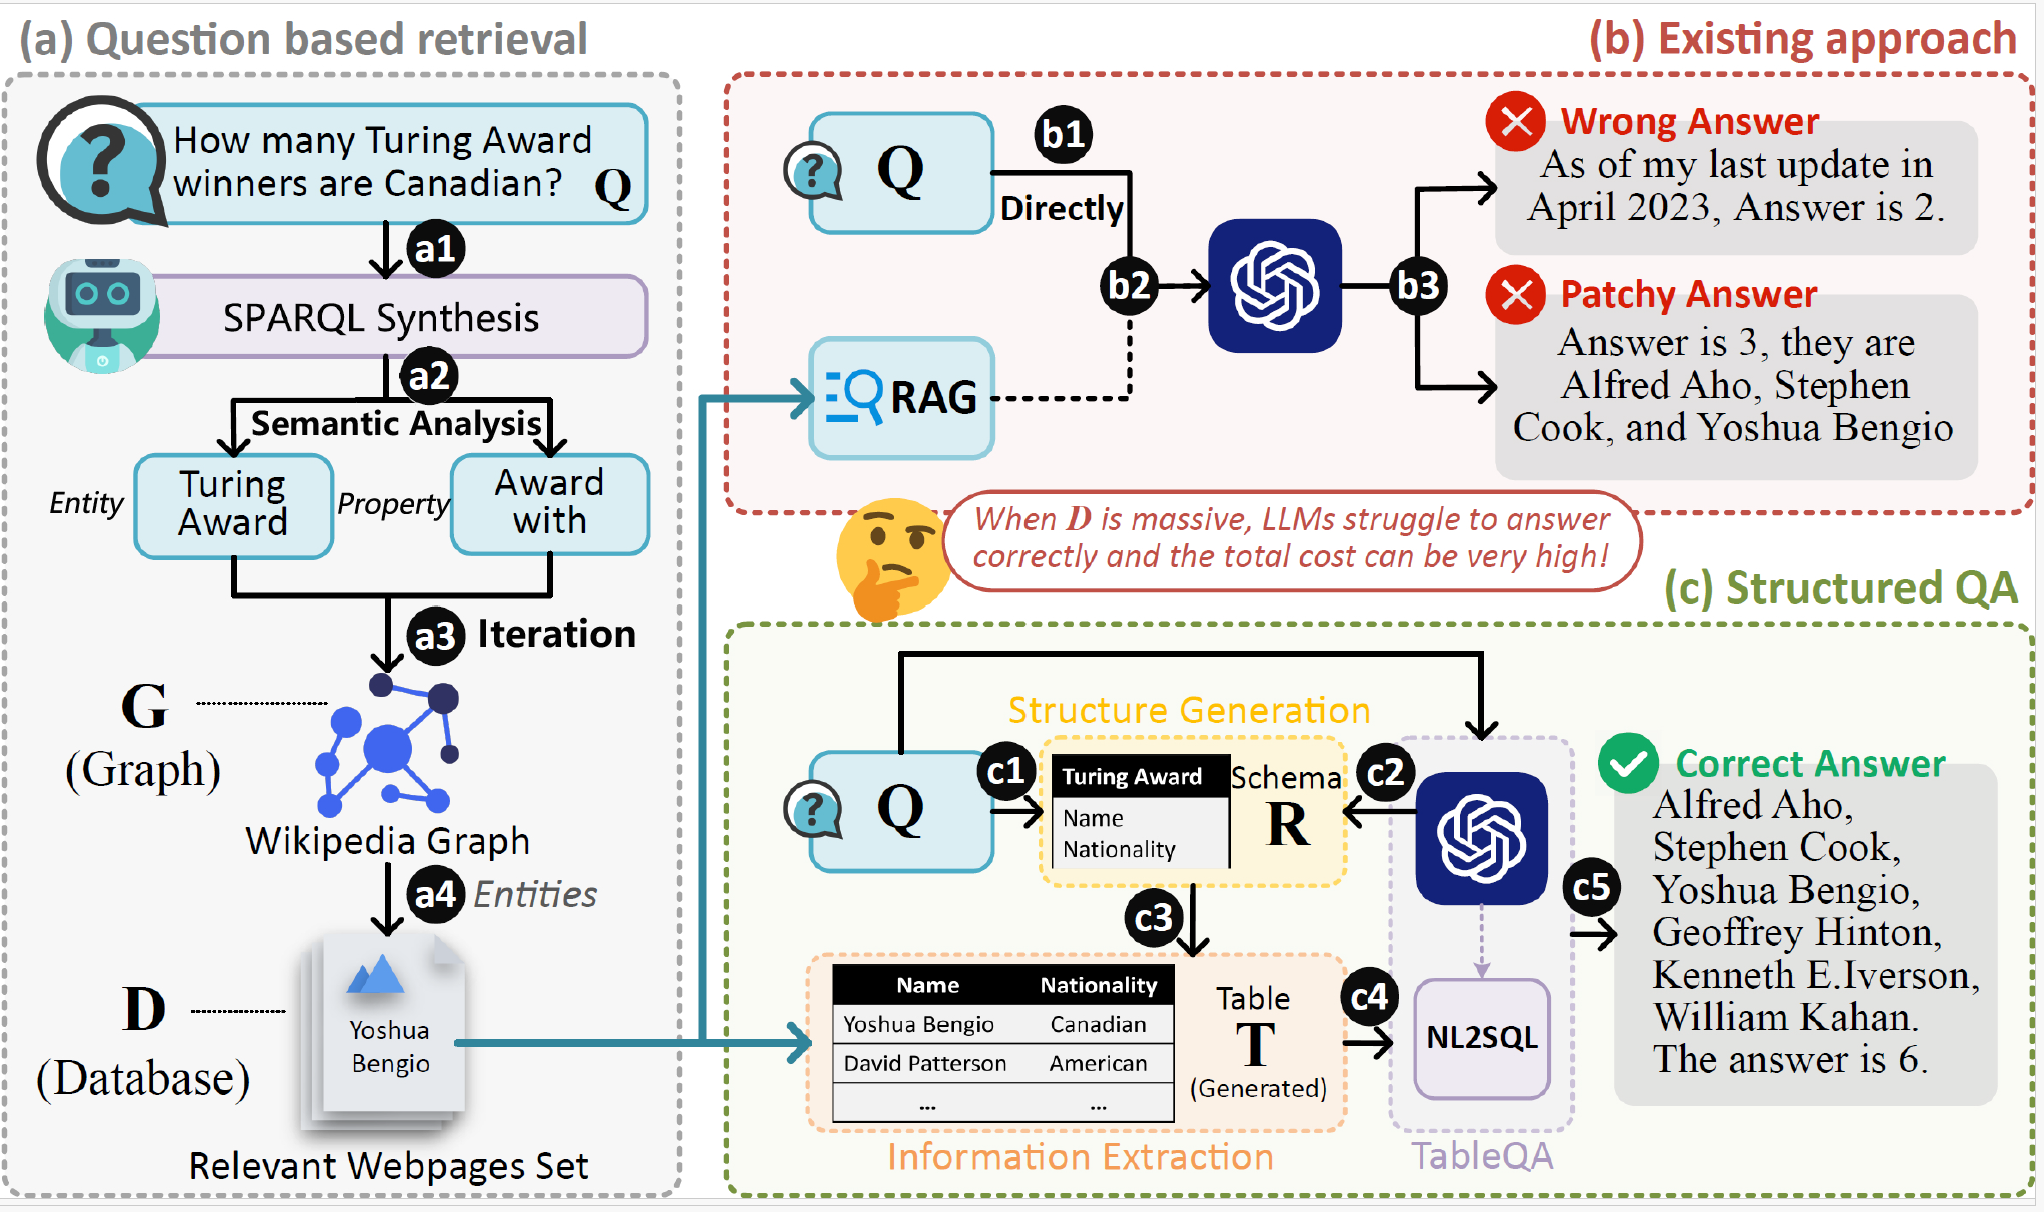 (a) Question based retrieval
How many Turing Award
winners are Canadian? Q
a1
SPARQL Synthesis
a2
Semantic Analysis
Entity
Turing
Award
Property
Award
with
a3 Iteration
G
(Graph)
Wikipedia Graph
a4 Entities
D
(Database)
Yoshua
Bengio
Relevant Webpages Set
(b) Existing approach
Q
b1
Directly
b2
RAG
b3
Wrong Answer
As of my last update in
April 2023, Answer is 2.
Patchy Answer
Answer is 3, they are
Alfred Aho, Stephen
Cook, and Yoshua Bengio
When D is massive, LLMs struggle to answer
correctly and the total cost can be very high!
(c) Structured QA
Structure Generation
Q
c1
Turing Award
Name
Nationality
Schema
R
c2
c3
Name Nationality
Yoshua Bengio Canadian
David Patterson American
... ...
Table
T
(Generated)
Information Extraction
c4
NL2SQL
TableQA
c5
Correct Answer
Alfred Aho,
Stephen Cook,
Yoshua Bengio,
Geoffrey Hinton,
Kenneth E.Iverson,
William Kahan.
The answer is 6.